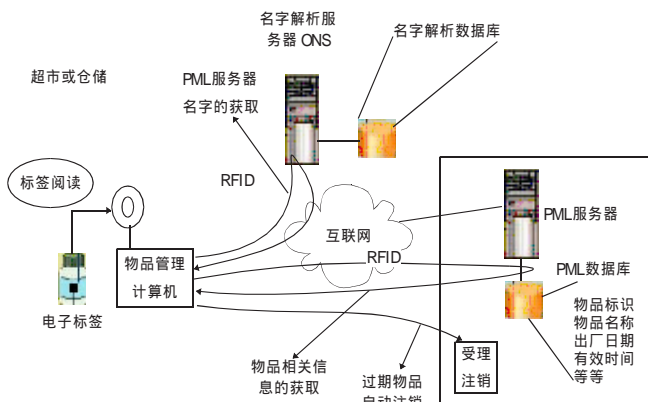 名字解析服
务器 ONS
名字解析数据库
超市或仓储
PML服务器
名字的获取
标签阅读
RFID
互联网
PML服务器
物品管理
计算机
RFID
PML数据库
电子标签
物品标识
物品名称
出厂日期
有效时间
等等
受理
注销
物品相关信
息的获取
过期物品
自动注销